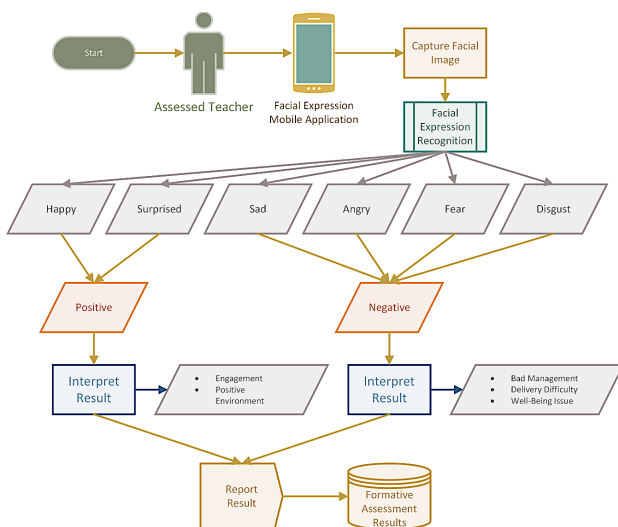 Start
Assessed Teacher
Facial Expression
Mobile Application
Capture Facial
Image
Facial
Expression
Recognition
Happy
Surprised
Sad
Angry
Fear
Disgust
Positive
Negative
Interpret
Result
• Engagement
• Positive
Environment
Interpret
Result
• Bad Management
• Delivery Difficulty
• Well-Being Issue
Report
Result
Formative
Assessment
Results